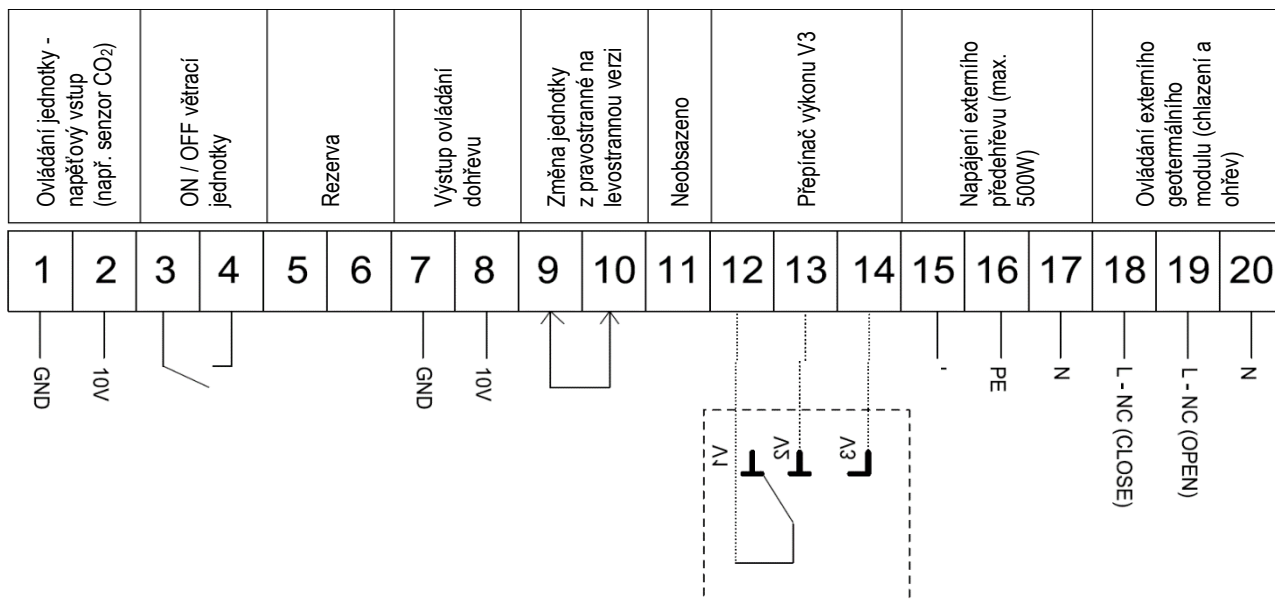 Ovládání jednotky -
napěťový vstup
(např. senzor CO₂)
ON / OFF větrací
jednotky
Rezerva
Výstup ovládání
dohřevu
Změna jednotky
z pravostranné na
levostrannou verzi
Neobsazeno
Přepínač výkonu V3
Napájení externího
předehřevu (max.
500W)
Ovládání externího
geotermálního
modulu (chlazení a
ohřev)
1 2 3 4 5 6 7 8 9 10 11 12 13 14 15 16 17 18 19 20
GND
10V
GND
10V
-
PE
N
L - NC (CLOSE)
L - NC (OPEN)
N
V1
V2
V3